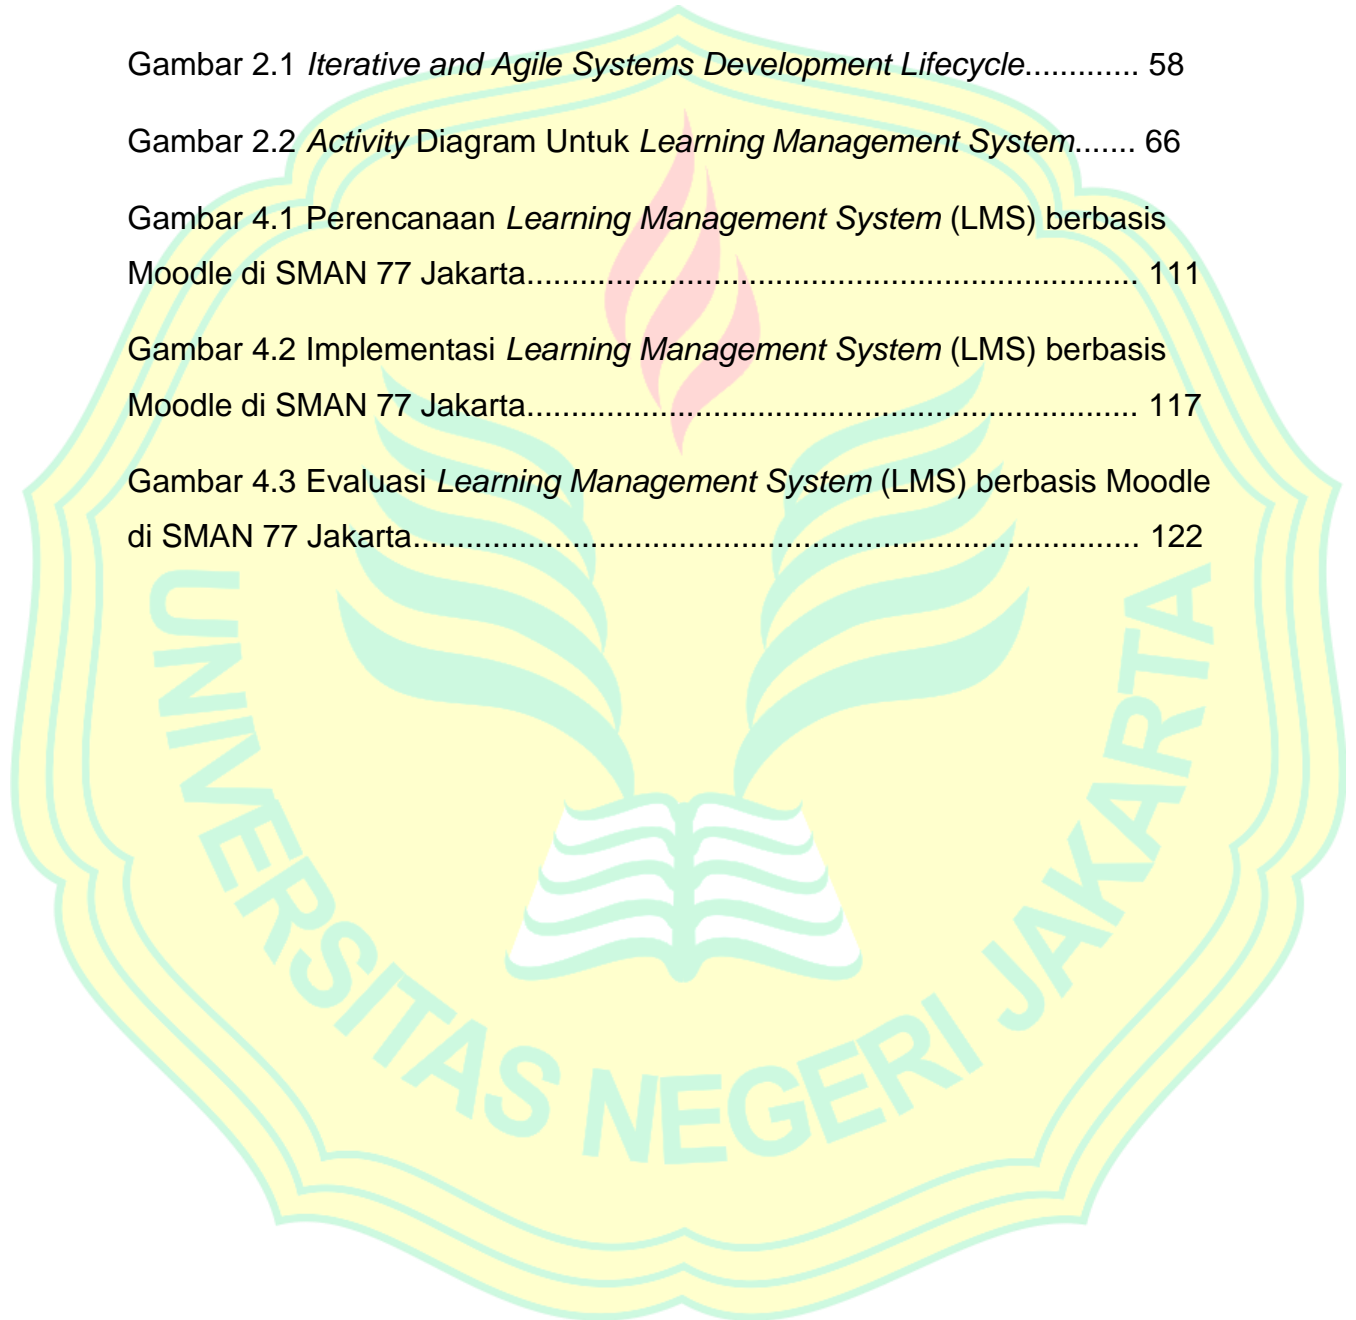 Gambar 2.1 Iterative and Agile Systems Development Lifecycle............. 58
Gambar 2.2 Activity Diagram Untuk Learning Management System....... 66
Gambar 4.1 Perencanaan Learning Management System (LMS) berbasis
Moodle di SMAN 77 Jakarta..................................................................... 111
Gambar 4.2 Implementasi Learning Management System (LMS) berbasis
Moodle di SMAN 77 Jakarta..................................................................... 117
Gambar 4.3 Evaluasi Learning Management System (LMS) berbasis Moodle
di SMAN 77 Jakarta.................................................................................. 122
UNIVERSITAS NEGERI JAKARTA